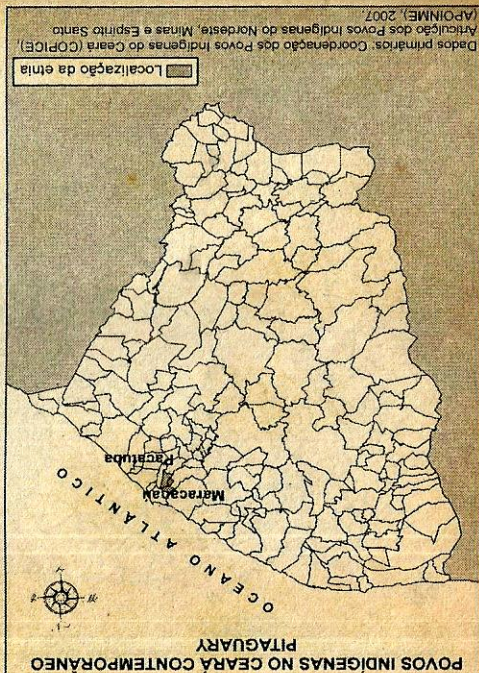 POVOS INDÍGENAS NO CEARÁ CONTEMPORÂNEO
PITAGUARY
OCEANO ATLÂNTICO
Maracanaú
Pacatuba
Localização da etnia
Dados primários: Coordenação dos Povos Indígenas do Ceará (COPICE),
Articulação dos Povos Indígenas do Nordeste, Minas e Espírito Santo
(APOINME), 2007